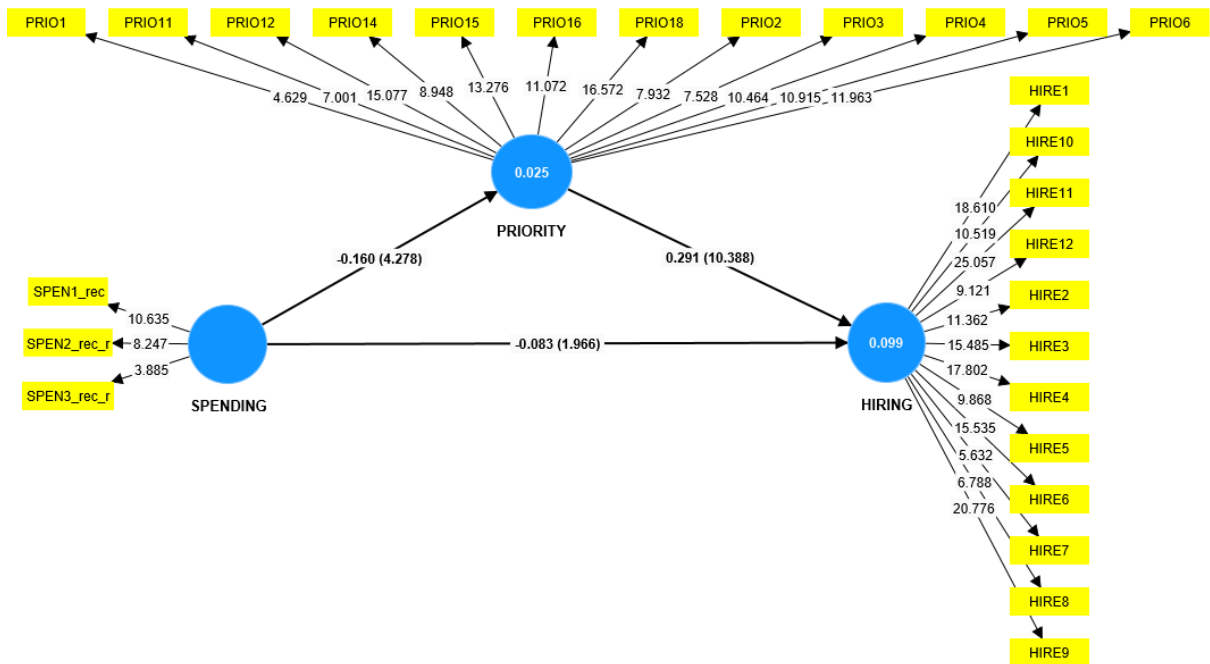 PRIO1 PRIO11 PRIO12 PRIO14 PRIO15 PRIO16 PRIO18 PRIO2 PRIO3 PRIO4 PRIO5 PRIO6
4.629 7.001 15.077 8.948 13.276 11.072 16.572 7.932 7.528 10.464 10.915 11.963
0.025
PRIORITY
-0.160 (4.278)
0.291 (10.388)
SPEN1_rec
SPEN2_rec_r
SPEN3_rec_r
10.635
8.247
3.885
SPENDING
-0.083 (1.966)
0.099
HIRING
18.610
10.519
25.057
9.121
11.362
15.485
17.802
9.868
15.535
5.632
6.788
20.776
HIRE1
HIRE10
HIRE11
HIRE12
HIRE2
HIRE3
HIRE4
HIRE5
HIRE6
HIRE7
HIRE8
HIRE9